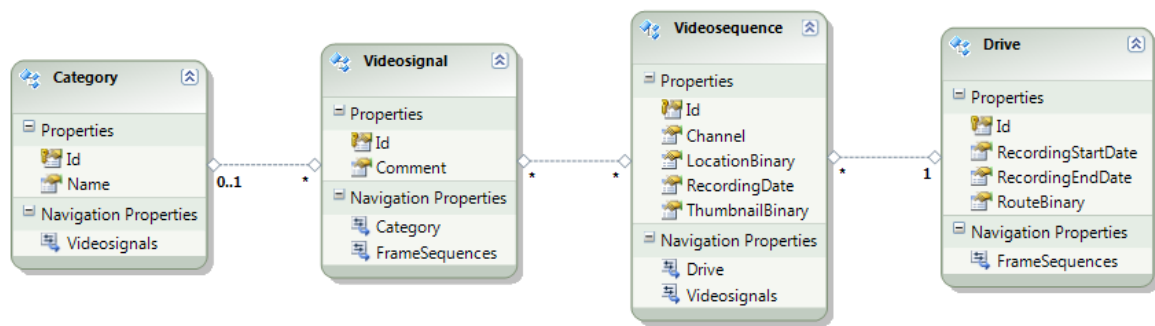 Category
Properties
Id
Name
Navigation Properties
Videosignals
0..1
*
Videosignal
Properties
Id
Comment
Navigation Properties
Category
FrameSequences
*
*
Videosequence
Properties
Id
Channel
LocationBinary
RecordingDate
ThumbnailBinary
Navigation Properties
Drive
Videosignals
*
1
Drive
Properties
Id
RecordingStartDate
RecordingEndDate
RouteBinary
Navigation Properties
FrameSequences